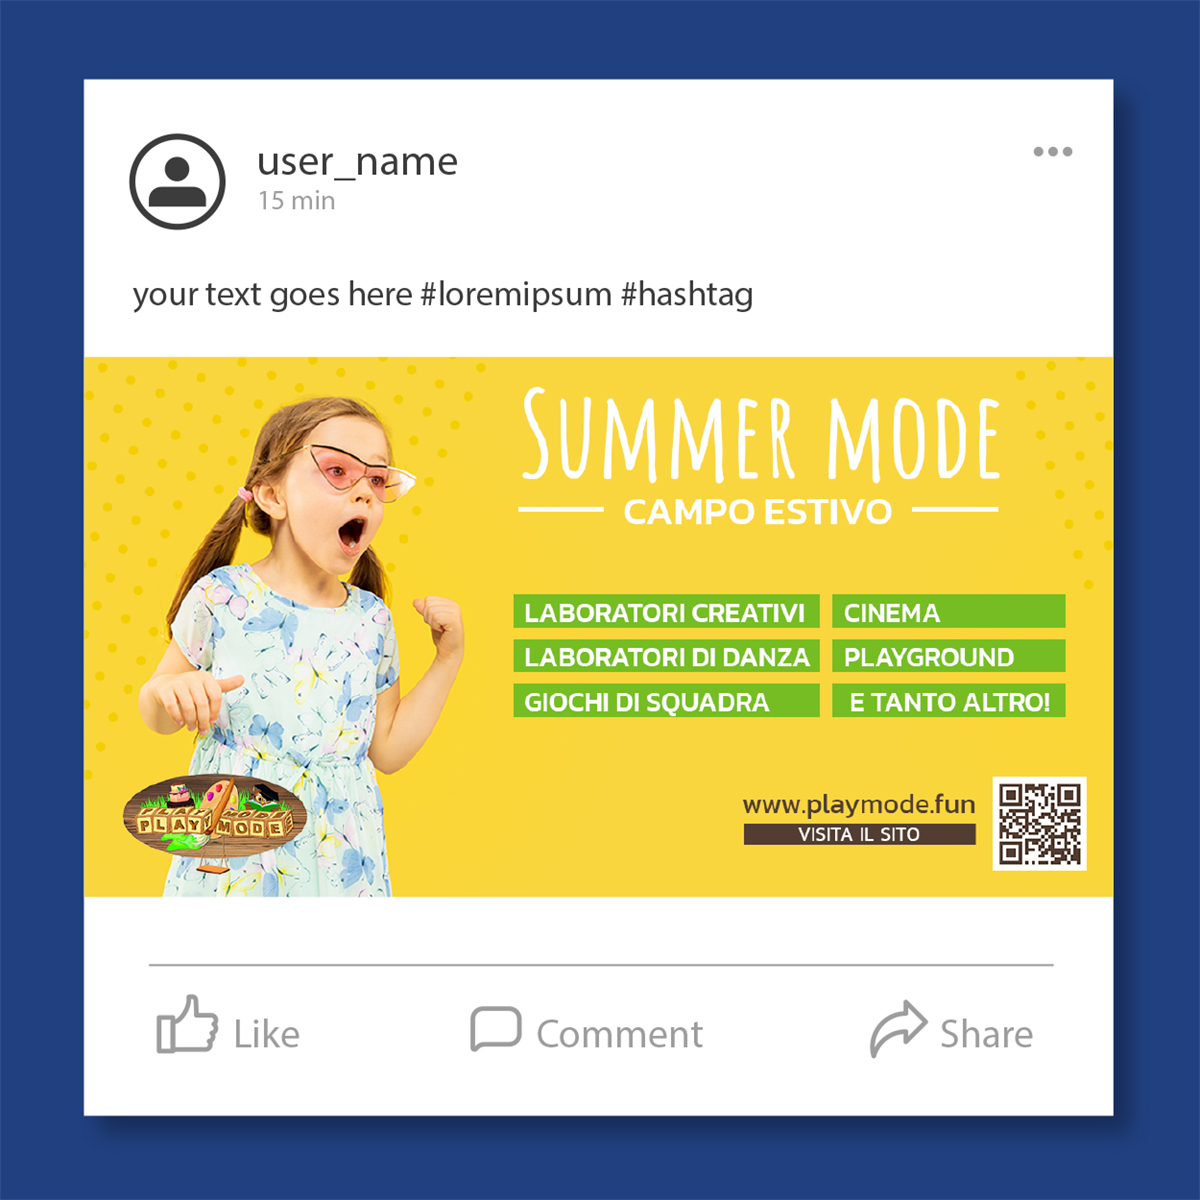 user_name
15 min
your text goes here #loremipsum #hashtag
SUMMER MODE
CAMPO ESTIVO
LABORATORI CREATIVI
CINEMA
LABORATORI DI DANZA
PLAYGROUND
GIOCHI DI SQUADRA
E TANTO ALTRO!
PLAY MODE
www.playmode.fun
VISITA IL SITO
Like
Comment
Share